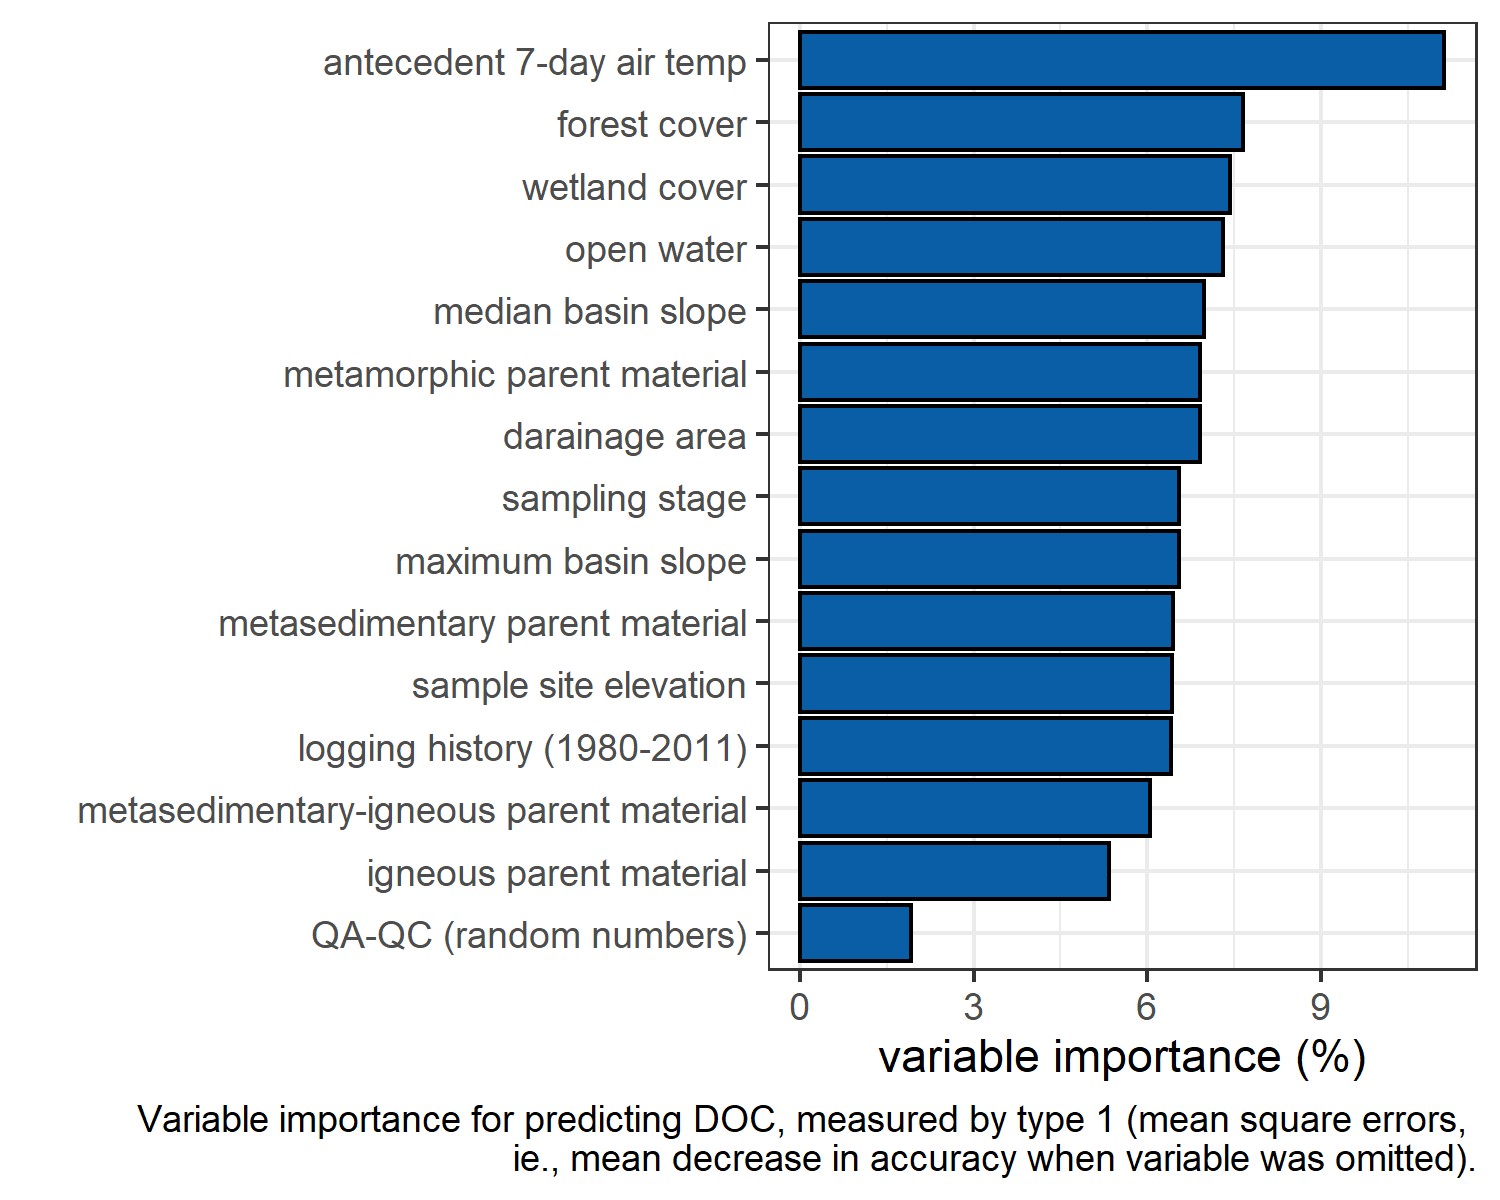 antecedent 7-day air temp
forest cover
wetland cover
open water
median basin slope
metamorphic parent material
darainage area
sampling stage
maximum basin slope
metasedimentary parent material
sample site elevation
logging history (1980-2011)
metasedimentary-igneous parent material
igneous parent material
QA-QC (random numbers)
0 3 6 9
variable importance (%)
Variable importance for predicting DOC, measured by type 1 (mean square errors,
ie., mean decrease in accuracy when variable was omitted).